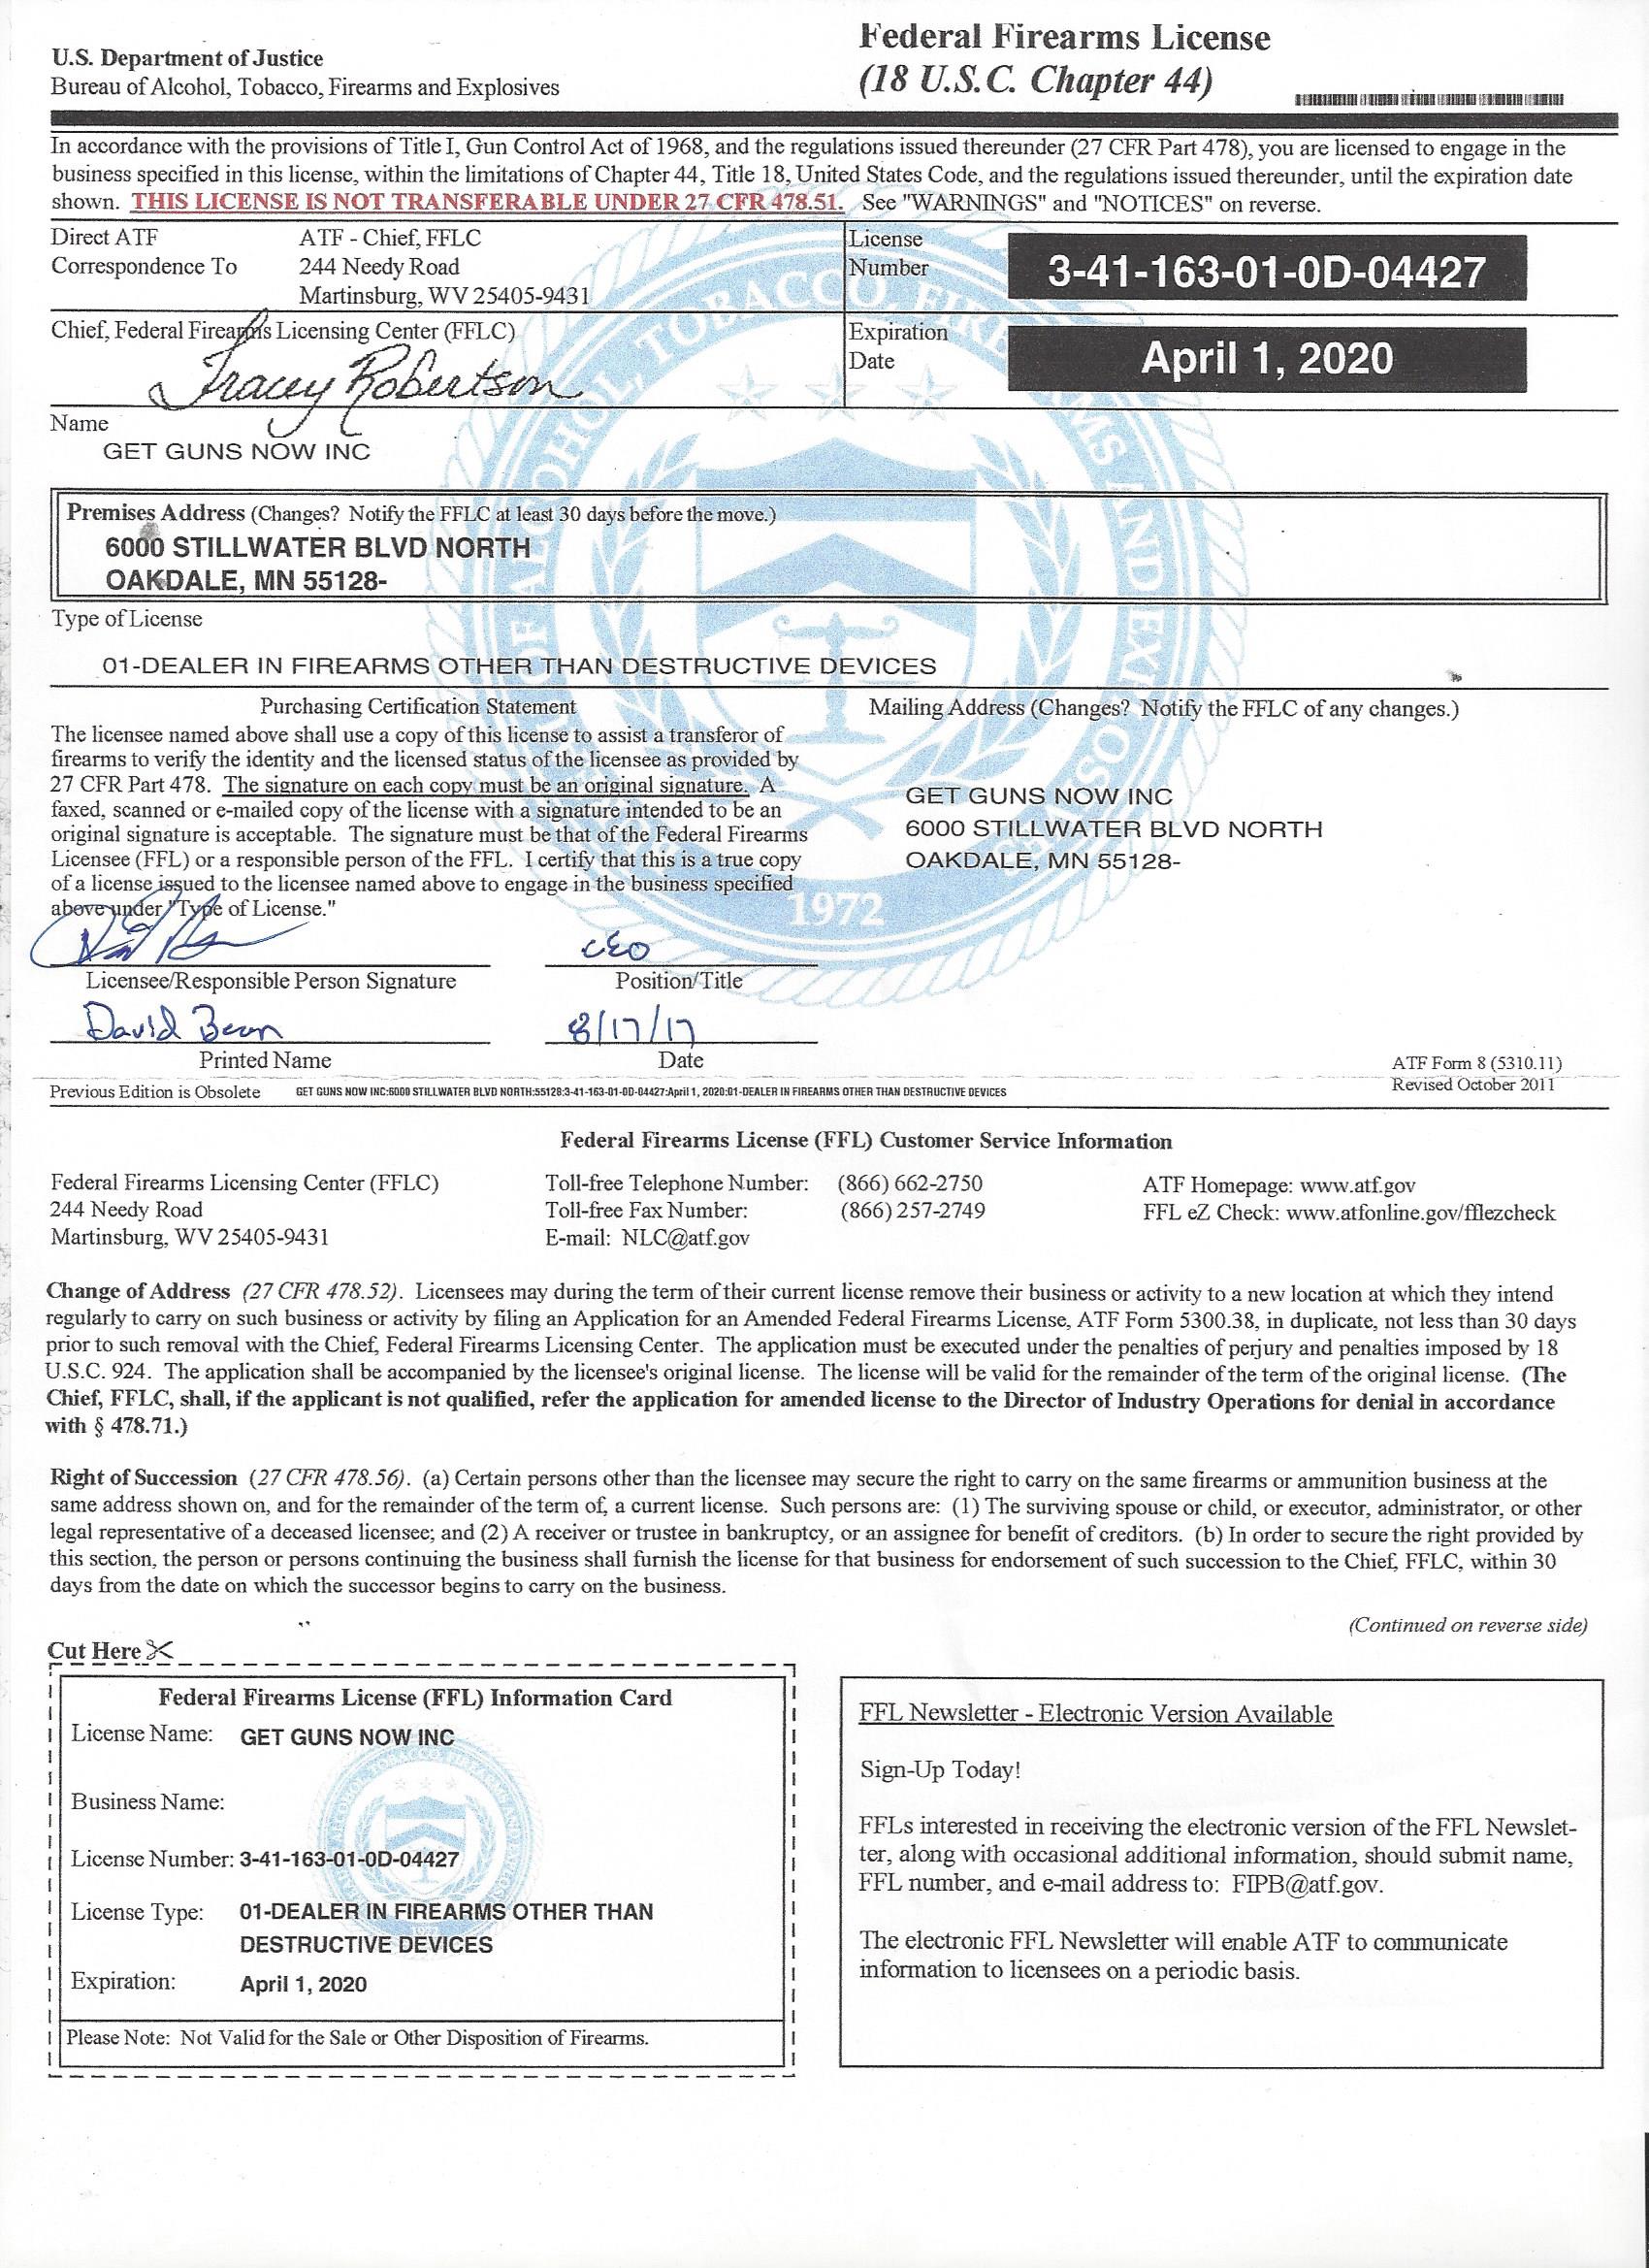 U.S. Department of Justice
Bureau of Alcohol, Tobacco, Firearms and Explosives
Federal Firearms License
(18 U.S.C. Chapter 44)
In accordance with the provisions of Title I, Gun Control Act of 1968, and the regulations issued thereunder (27 CFR Part 478), you are licensed to engage in the
business specified in this license, within the limitations of Chapter 44, Title 18, United States Code, and the regulations issued thereunder, until the expiration date
shown. THIS LICENSE IS NOT TRANSFERABLE UNDER 27 CFR 478.51. See "WARNINGS" and "NOTICES" on reverse.
Direct ATF
Correspondence To
ATF - Chief, FFLC
244 Needy Road
Martinsburg, WV 25405-9431
License
Number
3-41-163-01-0D-04427
Chief, Federal Firearms Licensing Center (FFLC)
Tracey Robertson
Expiration
Date
April 1, 2020
Name
GET GUNS NOW INC
Premises Address (Changes? Notify the FFLC at least 30 days before the move.)
6000 STILLWATER BLVD NORTH
OAKDALE, MN 55128-
Type of License
01-DEALER IN FIREARMS OTHER THAN DESTRUCTIVE DEVICES
Purchasing Certification Statement
The licensee named above shall use a copy of this license to assist a transferor of
firearms to verify the identity and the licensed status of the licensee as provided by
27 CFR Part 478. The signature on each copy must be an original signature. A
faxed, scanned or e-mailed copy of the license with a signature intended to be an
original signature is acceptable. The signature must be that of the Federal Firearms
Licensee (FFL) or a responsible person of the FFL. I certify that this is a true copy
of a license issued to the licensee named above to engage in the business specified
above under "Type of License."
Mailing Address (Changes? Notify the FFLC of any changes.)
GET GUNS NOW INC
6000 STILLWATER BLVD NORTH
OAKDALE, MN 55128-
1972
CEO
Licensee/Responsible Person Signature
Position/Title
David Bean
8/17/17
Printed Name
Date
ATF Form 8 (5310.11)
Revised October 2011
Previous Edition is Obsolete
GET GUNS NOW INC:6000 STILLWATER BLVD NORTH:55128:3-41-163-01-0D-04427:April 1, 2020:01-DEALER IN FIREARMS OTHER THAN DESTRUCTIVE DEVICES
Federal Firearms License (FFL) Customer Service Information
Federal Firearms Licensing Center (FFLC)
244 Needy Road
Martinsburg, WV 25405-9431
Toll-free Telephone Number: (866) 662-2750
Toll-free Fax Number: (866) 257-2749
E-mail: NLC@atf.gov
ATF Homepage: www.atf.gov
FFL eZ Check: www.atfonline.gov/fflezcheck
Change of Address (27 CFR 478.52). Licensees may during the term of their current license remove their business or activity to a new location at which they intend
regularly to carry on such business or activity by filing an Application for an Amended Federal Firearms License, ATF Form 5300.38, in duplicate, not less than 30 days
prior to such removal with the Chief, Federal Firearms Licensing Center. The application must be executed under the penalties of perjury and penalties imposed by 18
U.S.C. 924. The application shall be accompanied by the licensee's original license. The license will be valid for the remainder of the term of the original license. (The
Chief, FFLC, shall, if the applicant is not qualified, refer the application for amended license to the Director of Industry Operations for denial in accordance
with § 478.71.)
Right of Succession (27 CFR 478.56). (a) Certain persons other than the licensee may secure the right to carry on the same firearms or ammunition business at the
same address shown on, and for the remainder of the term of, a current license. Such persons are: (1) The surviving spouse or child, or executor, administrator, or other
legal representative of a deceased licensee; and (2) A receiver or trustee in bankruptcy, or an assignee for benefit of creditors. (b) In order to secure the right provided by
this section, the person or persons continuing the business shall furnish the license for that business for endorsement of such succession to the Chief, FFLC, within 30
days from the date on which the successor begins to carry on the business.
(Continued on reverse side)
Cut Here
Federal Firearms License (FFL) Information Card
License Name: GET GUNS NOW INC
Business Name:
License Number: 3-41-163-01-0D-04427
License Type: 01-DEALER IN FIREARMS OTHER THAN
DESTRUCTIVE DEVICES
Expiration: April 1, 2020
Please Note: Not Valid for the Sale or Other Disposition of Firearms.
FFL Newsletter - Electronic Version Available
Sign-Up Today!
FFLs interested in receiving the electronic version of the FFL Newslet-
ter, along with occasional additional information, should submit name,
FFL number, and e-mail address to: FIPB@atf.gov.
The electronic FFL Newsletter will enable ATF to communicate
information to licensees on a periodic basis.